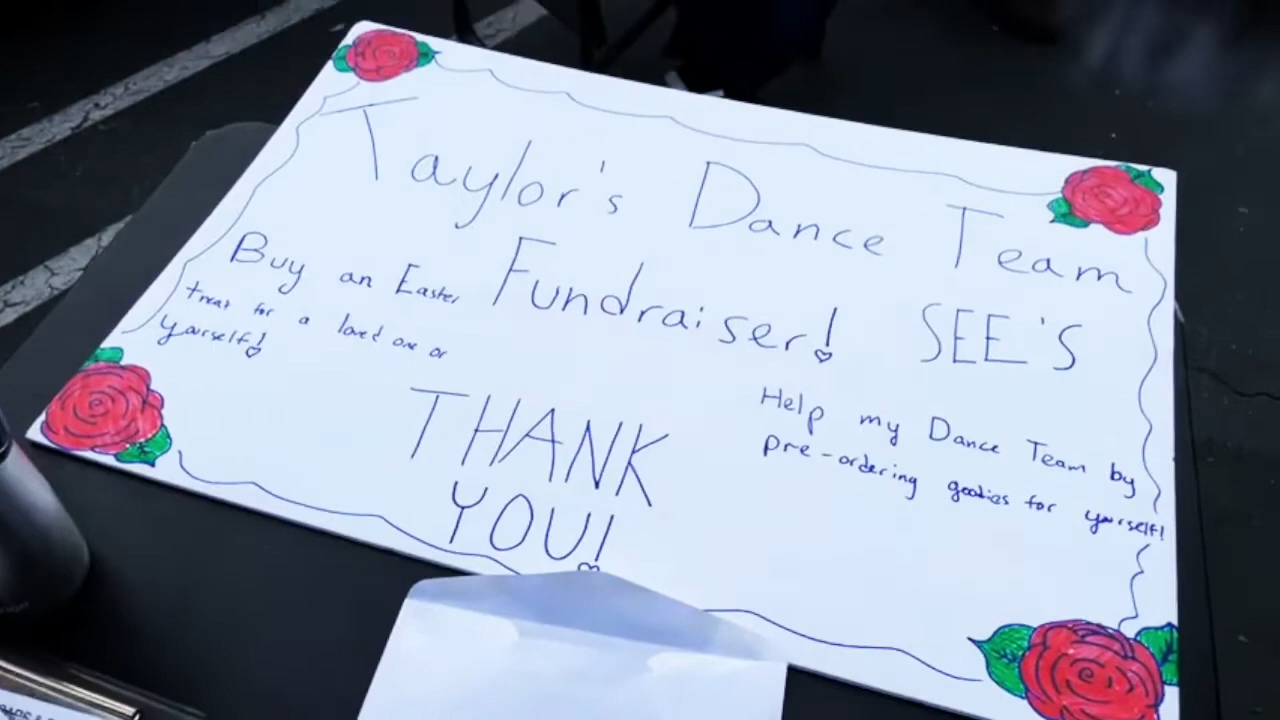 Taylor's Dance Team
Fundraiser! SEE'S
Buy an Easter
treat for a loved one or
yourself!
THANK
YOU!
Help my Dance Team by
pre-ordering goodies for yourself!